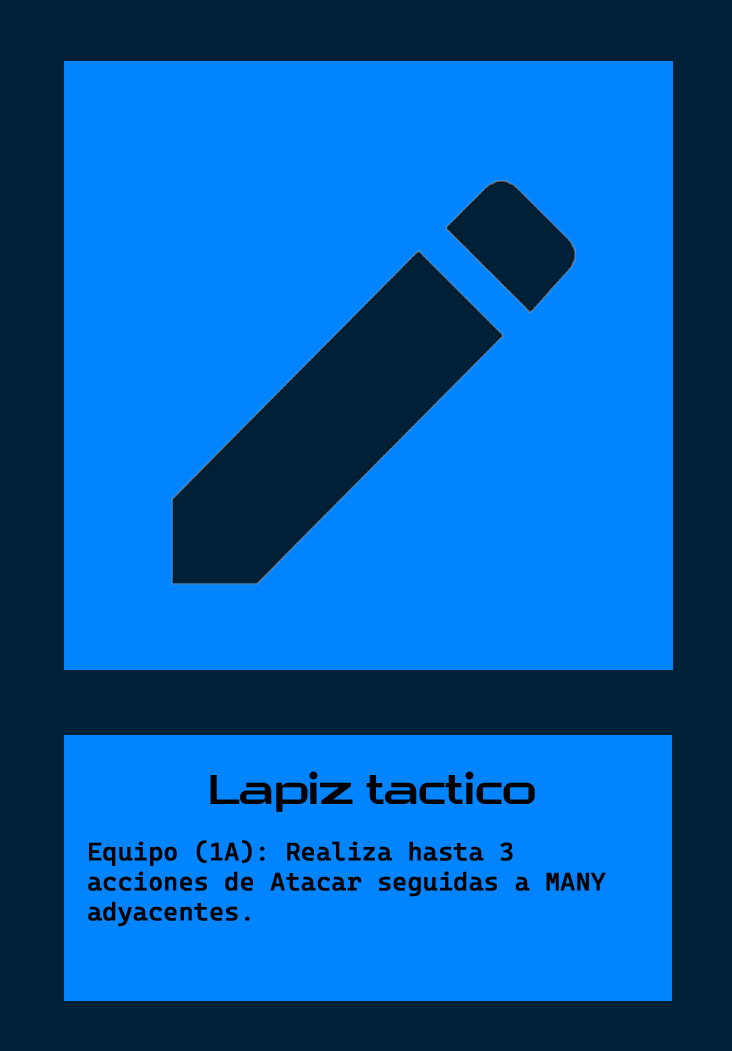 Lapiz tactico
Equipo (1A): Realiza hasta 3
acciones de Atacar seguidas a MANY
adyacentes.